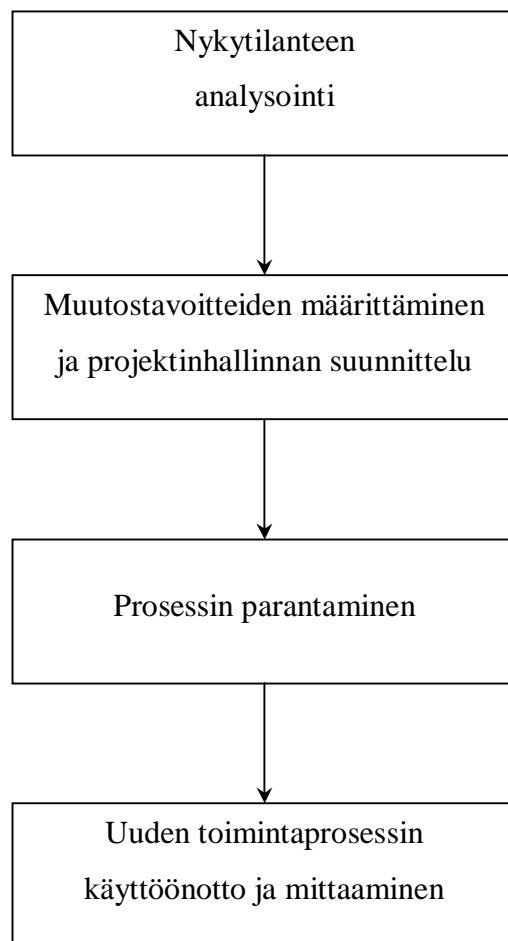 Nykytilanteen
analysointi
Muutostavoitteiden määrittäminen
ja projektinhallinnan suunnittelu
Prosessin parantaminen
Uuden toimintaprosessin
käyttöönotto ja mittaaminen